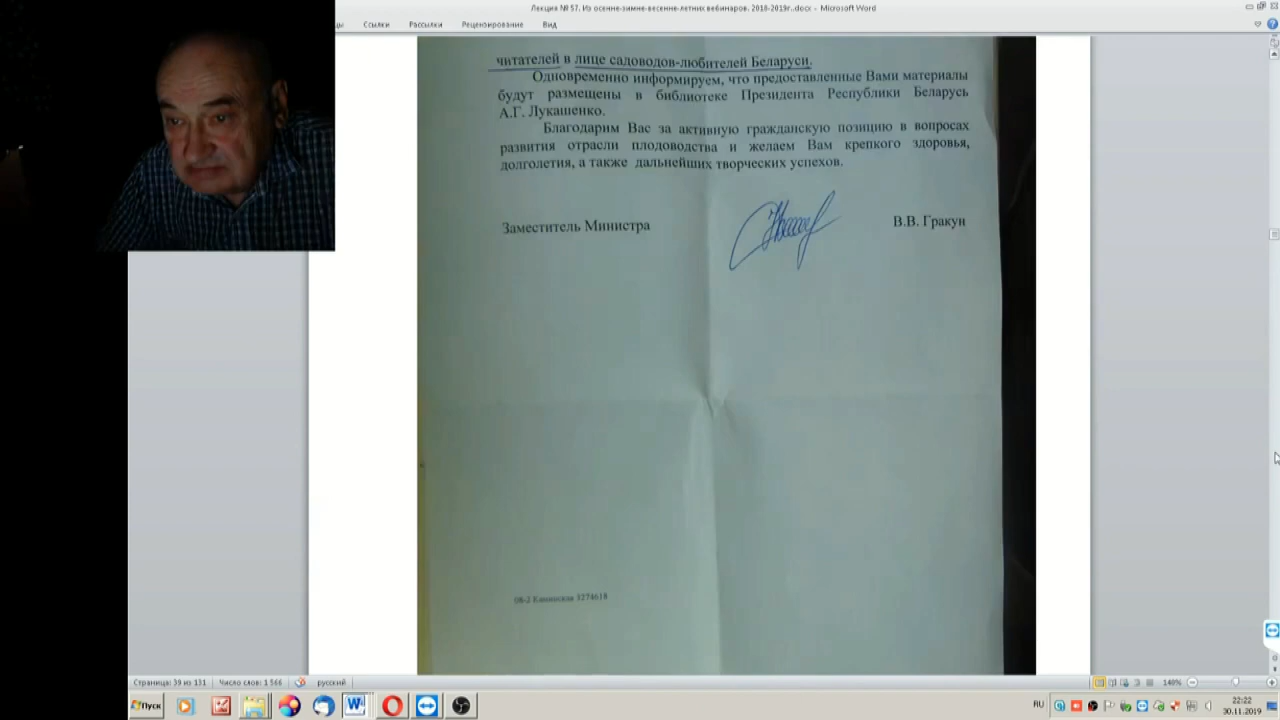 Лекция № 57. Из осенне-зимне-весенне-летних вебинаров. 2018-2019г..docx - Microsoft Word
Ссылки Рассылки Рецензирование Вид
читателей в лице садоводов-любителей Беларуси.
Одновременно информируем, что предоставленные Вами материалы
будут размещены в библиотеке Президента Республики Беларусь
А.Г. Лукашенко.
Благодарим Вас за активную гражданскую позицию в вопросах
развития отрасли плодоводства и желаем Вам крепкого здоровья,
долголетия, а также дальнейших творческих успехов.
Заместитель Министра В.В. Гракун
08-2 3274618
Страница: 39 из 131 Число слов: 1 566 русский 140%
Пуск RU 22:22
30.11.2019